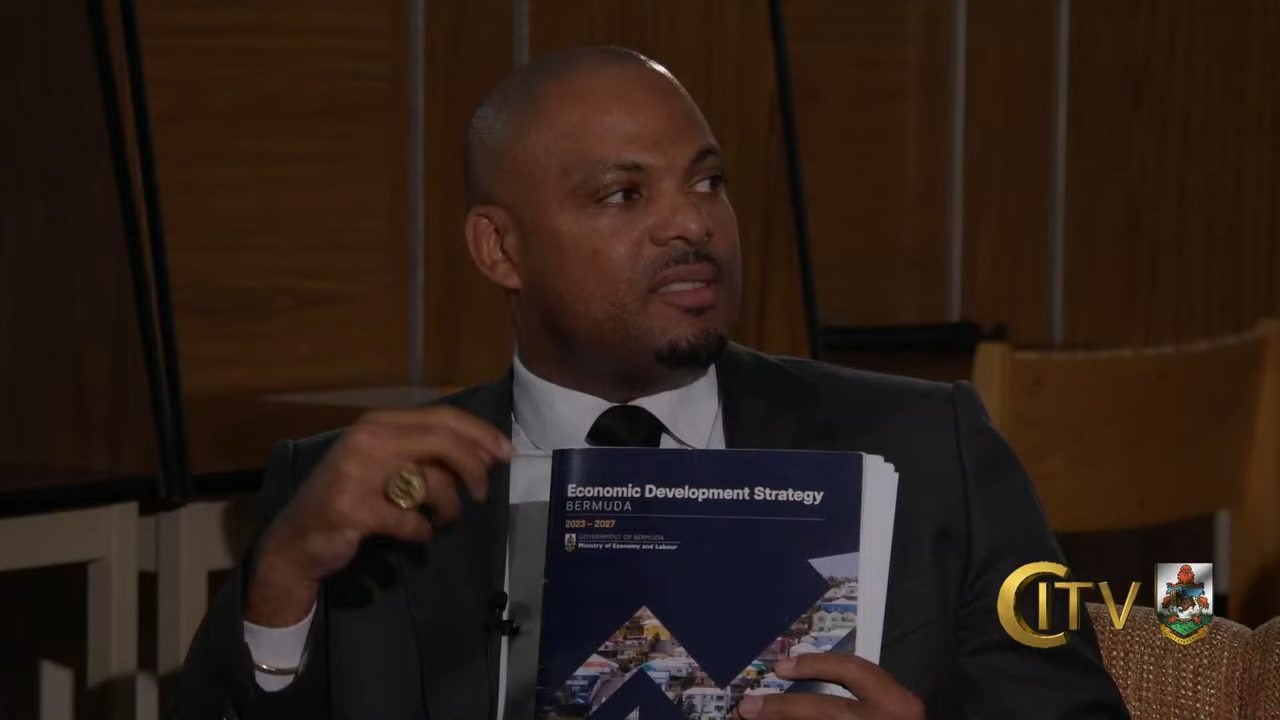 Economic Development Strategy
BERMUDA
2023 – 2027
GOVERNMENT OF BERMUDA
Ministry of Economy and Labour
CITV